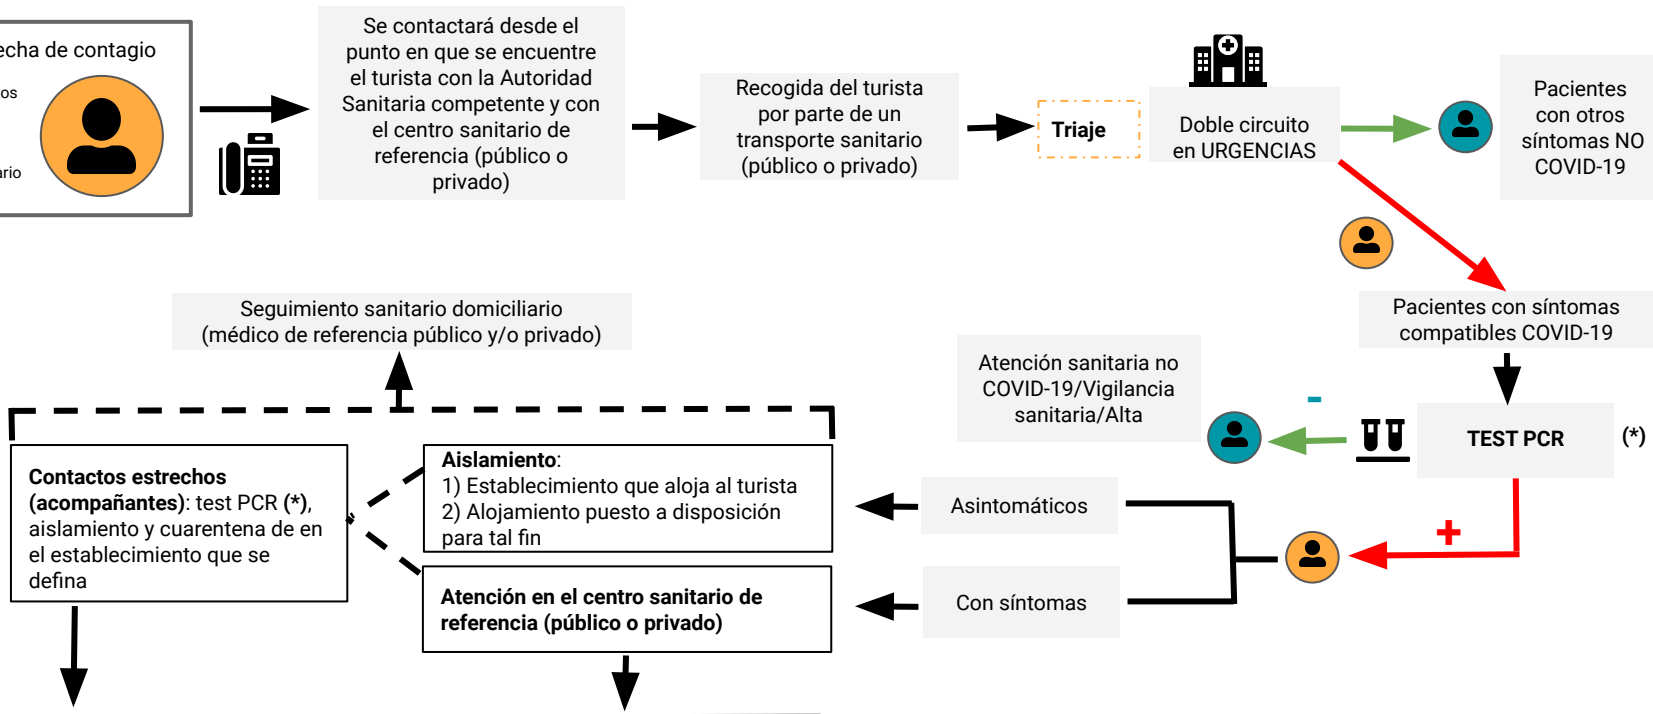 echa de contagio
os
ario
Se contactará desde el
punto en que se encuentre
el turista con la Autoridad
Sanitaria competente y con
el centro sanitario de
referencia (público o
privado)
Recogida del turista
por parte de un
transporte sanitario
(público o privado)
Triaje
Doble circuito
en URGENCIAS
Pacientes
con otros
síntomas NO
COVID-19
Pacientes con síntomas
compatibles COVID-19
Seguimiento sanitario domiciliario
(médico de referencia público y/o privado)
Atención sanitaria no
COVID-19/Vigilancia
sanitaria/Alta
-
TEST PCR
(*)
+
Contactos estrechos
(acompañantes): test PCR (*),
aislamiento y cuarentena de en
el establecimiento que se
defina
Aislamiento:
1) Establecimiento que aloja al turista
2) Alojamiento puesto a disposición
para tal fin
Asintomáticos
Atención en el centro sanitario de
referencia (público o privado)
Con síntomas